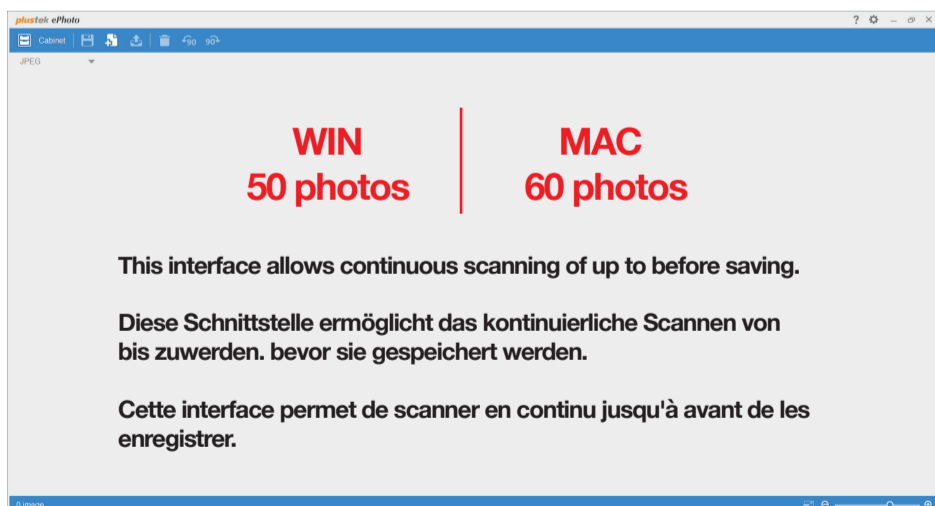 plustek ePhoto
Cabinet 90 90
JPEG
WIN
50 photos
MAC
60 photos
This interface allows continuous scanning of up to before saving.
Diese Schnittstelle ermöglicht das kontinuierliche Scannen von
bis zuwerden. bevor sie gespeichert werden.
Cette interface permet de scanner en continu jusqu'à avant de les
enregistrer.
0 image